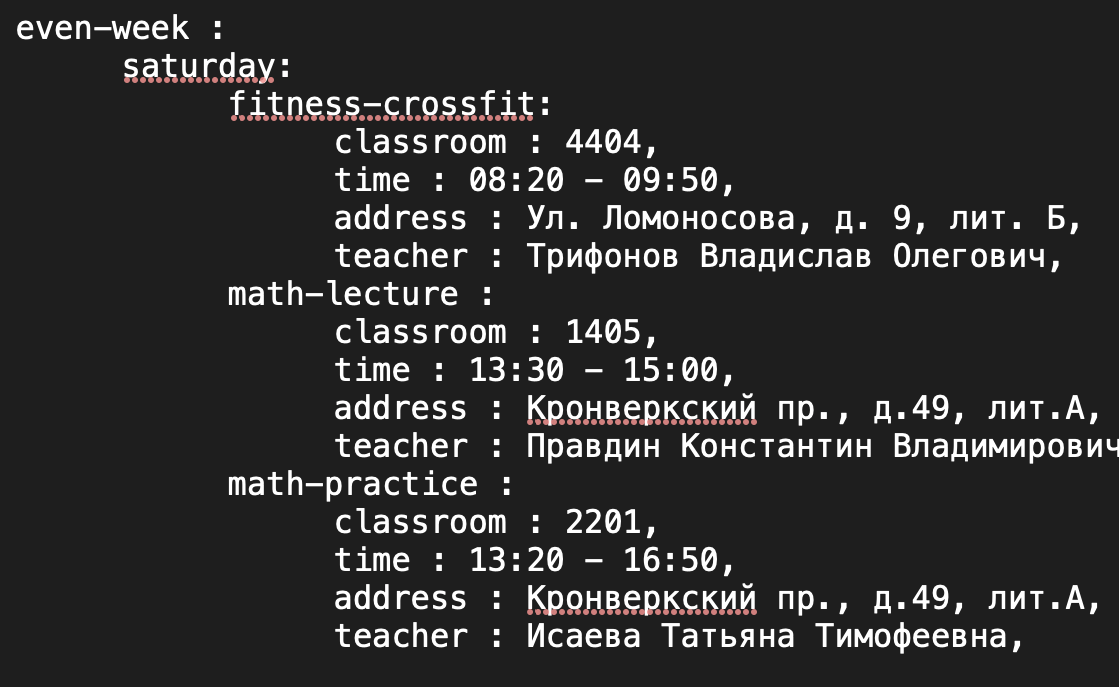 even-week :
saturday:
fitness-crossfit:
classroom : 4404,
time : 08:20 - 09:50,
address : Ул. Ломоносова, д. 9, лит. Б,
teacher : Трифонов Владислав Олегович,
math-lecture :
classroom : 1405,
time : 13:30 - 15:00,
address : Кронверкский пр., д.49, лит.А,
teacher : Правдин Константин Владимирович
math-practice :
classroom : 2201,
time : 13:20 - 16:50,
address : Кронверкский пр., д.49, лит.А,
teacher : Исаева Татьяна Тимофеевна,